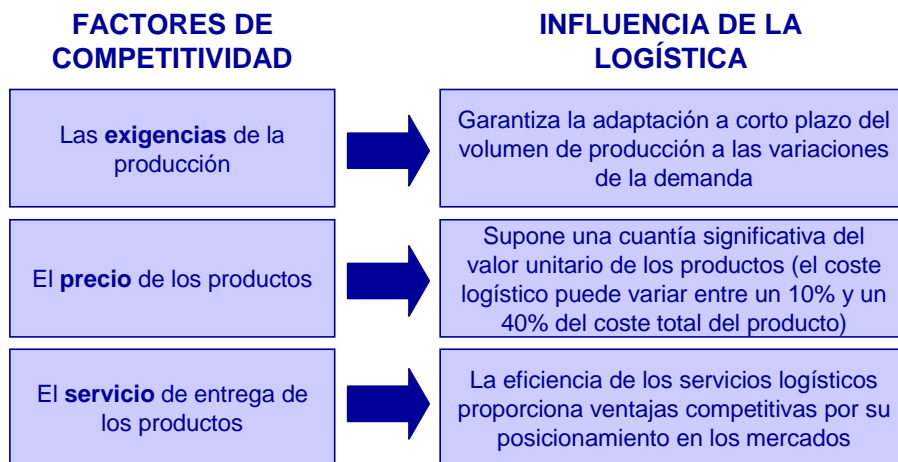 FACTORES DE
COMPETITIVIDAD
INFLUENCIA DE LA
LOGÍSTICA
Las exigencias de la
producción
Garantiza la adaptación a corto plazo del
volumen de producción a las variaciones
de la demanda
El precio de los productos
Supone una cuantía significativa del
valor unitario de los productos (el coste
logístico puede variar entre un 10% y un
40% del coste total del producto)
El servicio de entrega de
los productos
La eficiencia de los servicios logísticos
proporciona ventajas competitivas por su
posicionamiento en los mercados